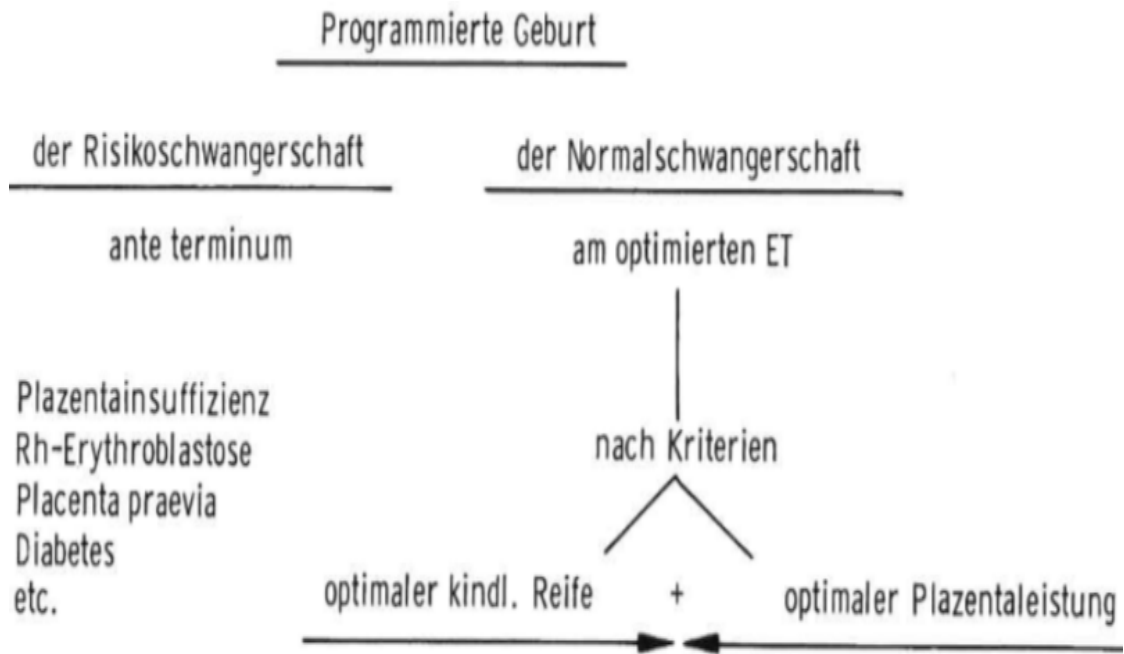 Programmierte Geburt
der Risikoschwangerschaft
ante terminum
Plazentainsuffizienz
Rh-Erythroblastose
Placenta praevia
Diabetes
etc.
der Normalschwangerschaft
am optimierten ET
nach Kriterien
optimaler kindl. Reife + optimaler Plazentaleistung